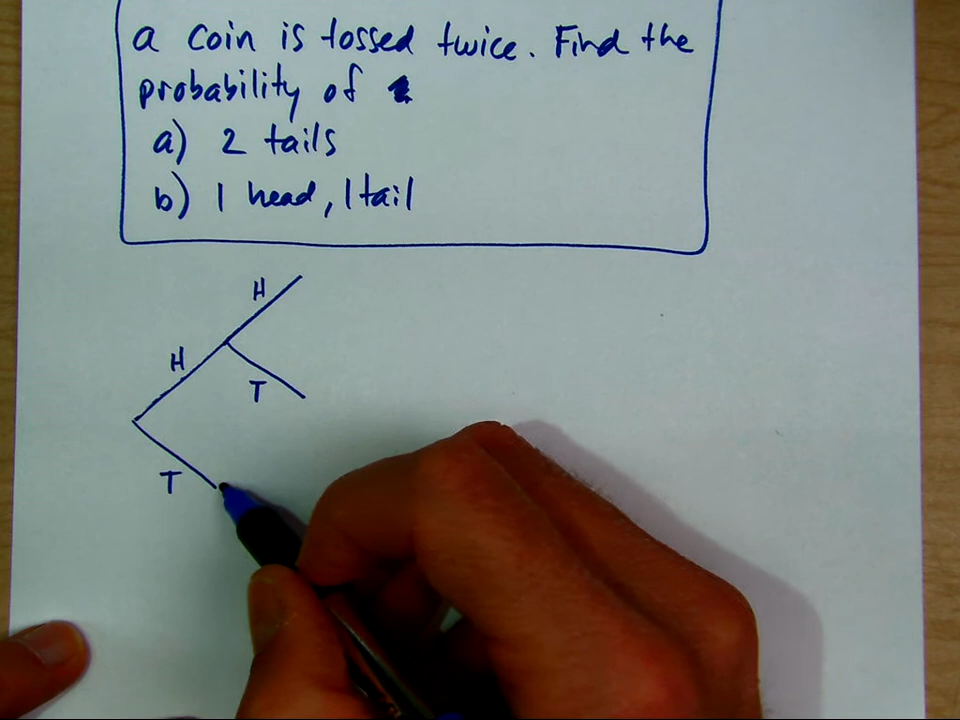 a coin is tossed twice. Find the
probability of
a) 2 tails
b) 1 head, 1 tail
H
H
T
T